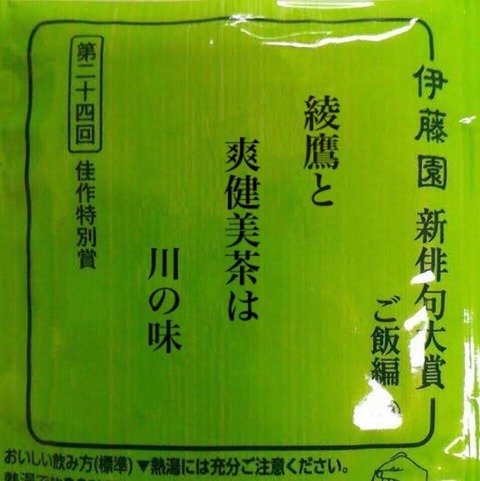 伊藤園 新俳句大賞
ご飯編
綾鷹と
爽健美茶は
川の味
第二十四回 佳作特別賞
おいしい飲み方(標準)▼熱湯には充分ご注意ください。